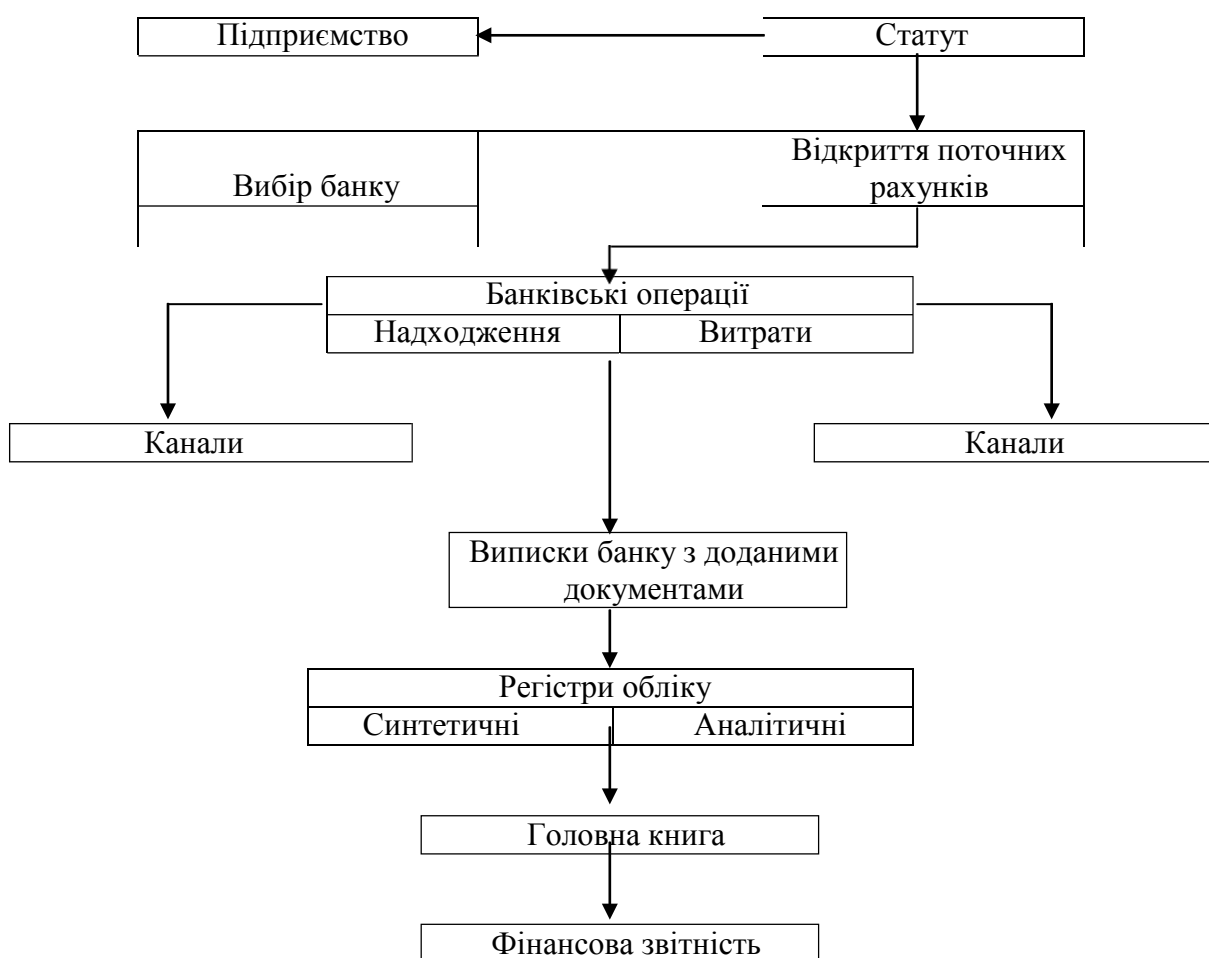 Підприємство
Статут
Вибір банку
Відкриття поточних
рахунків
Банківські операції
Надходження
Витрати
Канали
Канали
Виписки банку з доданими
документами
Регістри обліку
Синтетичні
Аналітичні
Головна книга
Фінансова звітність